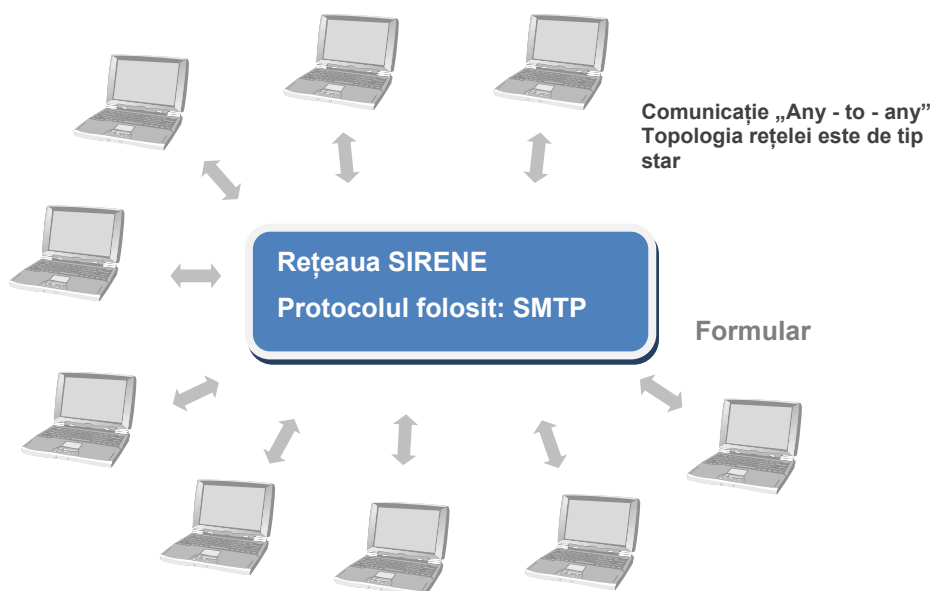 Comunicație „Any - to - any”
Topologia rețelei este de tip
star
Rețeaua SIRENE
Protocolul folosit: SMTP
Formular